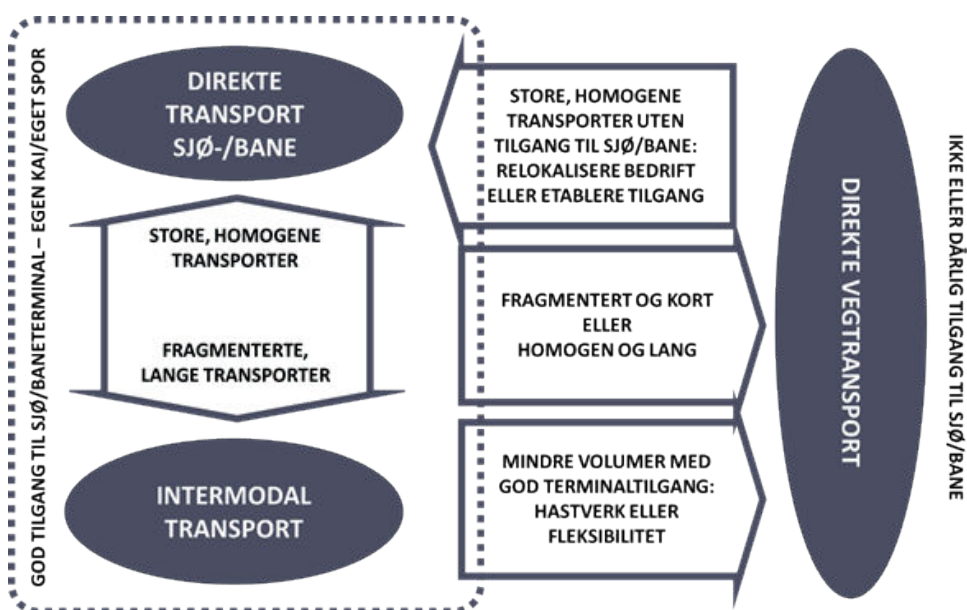 GOD TILGANG TIL SJØ/BANETERMINAL – EGEN KAI/EGET SPOR
DIREKTE
TRANSPORT
SJØ-/BANE
STORE, HOMOGENE
TRANSPORTER
FRAGMENTERTE,
LANGE TRANSPORTER
INTERMODAL
TRANSPORT
STORE, HOMOGENE
TRANSPORTER UTEN
TILGANG TIL SJØ/BANE:
RELOKALISERE BEDRIFT
ELLER ETABLERE TILGANG
FRAGMENTERT OG KORT
ELLER
HOMOGEN OG LANG
MINDRE VOLUMER MED
GOD TERMINALTILGANG:
HASTVERK ELLER
FLEKSIBILITET
DIREKTE VEGTRANSPORT
IKKE ELLER DÅRLIG TILGANG TIL SJØ/BANE